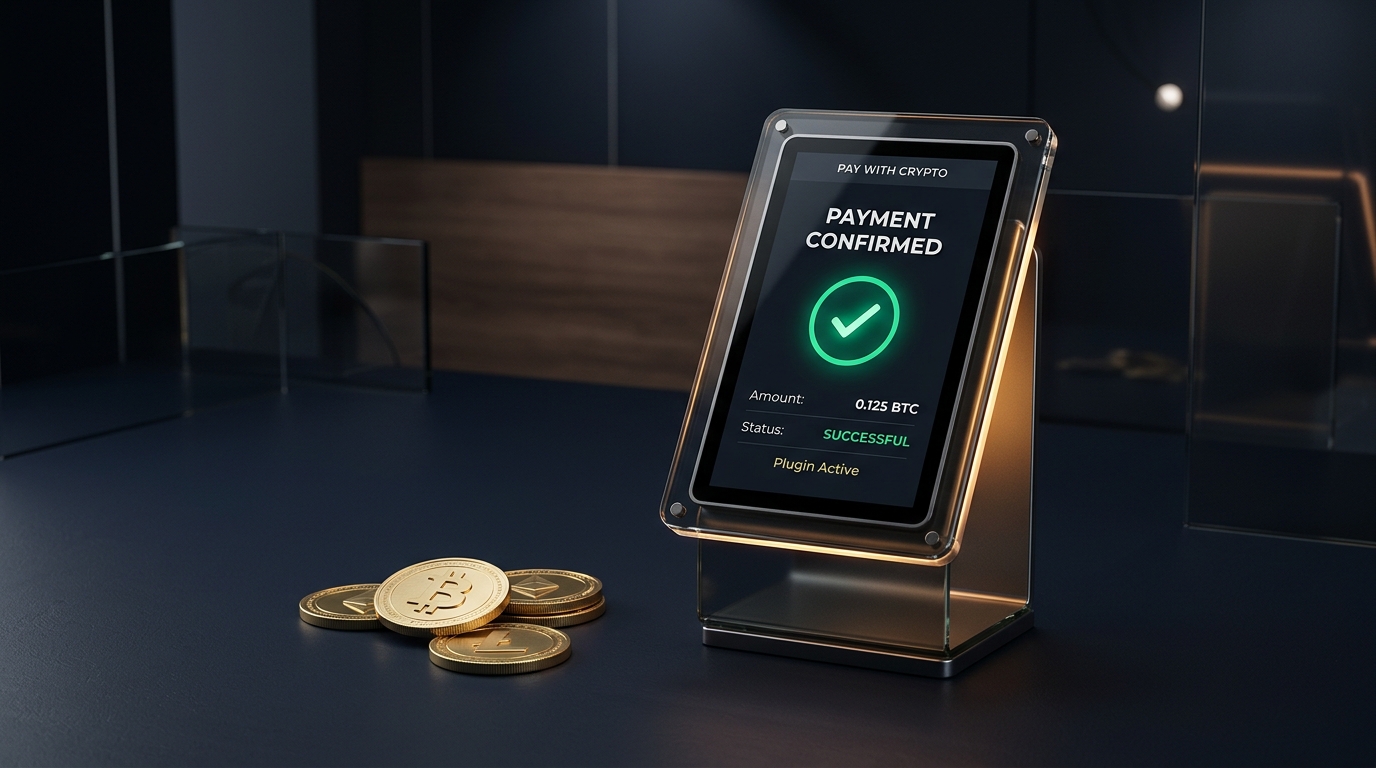 PAY WITH CRYPTO
PAYMENT
CONFIRMED
Amount: 0.125 BTC
Status: SUCCESSFUL
Plugin Active